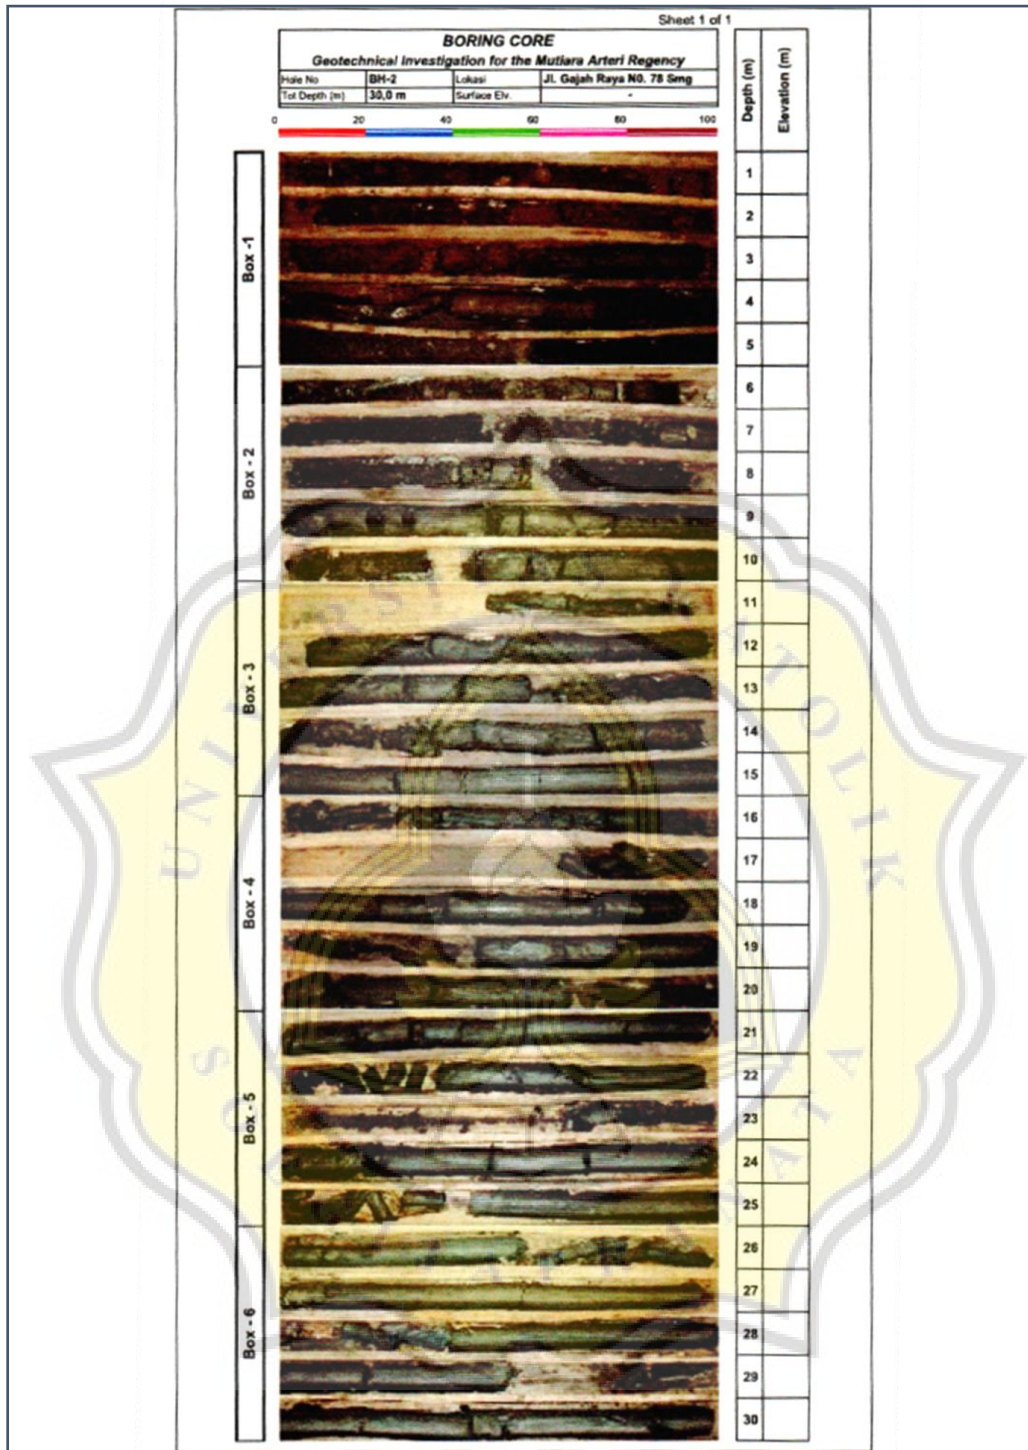 Sheet 1 of 1
BORING CORE
Geotechnical Investigation for the Mutiara Arteri Regency
Hole No BH-2 Lokasi Jl. Gajah Raya N0. 78 Smg
Tot Depth (m) 30,0 m Surface Elv. -
Depth (m)
Elevation (m)
0 20 40 60 80 100
Box -1
1
2
3
4
5
Box - 2
6
7
8
9
10
Box - 3
11
12
13
14
15
Box - 4
16
17
18
19
20
Box - 5
21
22
23
24
25
Box - 6
26
27
28
29
30
UNIVERSITAS KATOLIK
SOEGIJAPRANATA